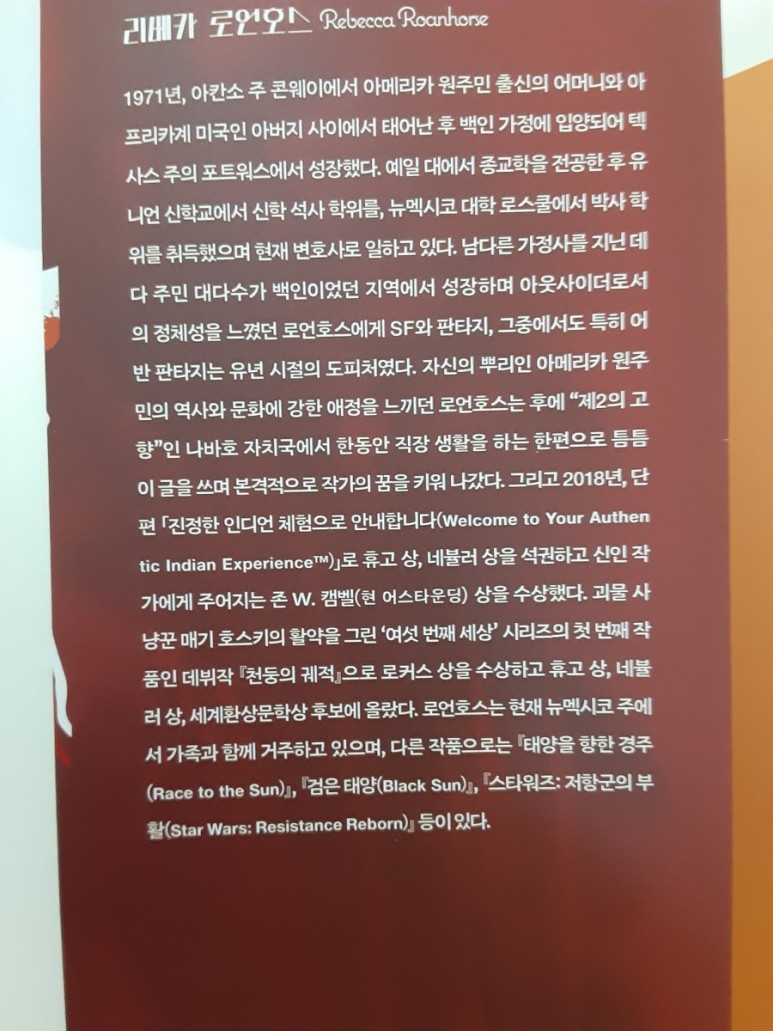 리베카 로언호스 Rebecca Roanhorse
1971년, 아칸소 주 콘웨이에서 아메리카 원주민 출신의 어머니와 아
프리카계 미국인 아버지 사이에서 태어난 후 백인 가정에 입양되어 텍
사스 주의 포트워스에서 성장했다. 예일 대에서 종교학을 전공한 후 유
니언 신학교에서 신학 석사 학위를, 뉴멕시코 대학 로스쿨에서 박사 학
위를 취득했으며 현재 변호사로 일하고 있다. 남다른 가정사를 지닌 데
다 주민 대다수가 백인이었던 지역에서 성장하며 아웃사이더로서
의 정체성을 느꼈던 로언호스에게 SF와 판타지, 그중에서도 특히 어
반 판타지는 유년 시절의 도피처였다. 자신의 뿌리인 아메리카 원주
민의 역사와 문화에 강한 애정을 느끼던 로언호스는 후에 “제2의 고
향”인 나바호 자치국에서 한동안 직장 생활을 하는 한편으로 틈틈
이 글을 쓰며 본격적으로 작가의 꿈을 키워 나갔다. 그리고 2018년, 단
편 「진정한 인디언 체험으로 안내합니다(Welcome to Your Authen
tic Indian Experience™)」로 휴고 상, 네뷸러 상을 석권하고 신인 작
가에게 주어지는 존 W. 캠벨(현 어스타운딩) 상을 수상했다. 괴물 사
냥꾼 매기 호스키의 활약을 그린 ‘여섯 번째 세상’ 시리즈의 첫 번째 작
품인 데뷔작 『천둥의 궤적』으로 로커스 상을 수상하고 휴고 상, 네뷸
러 상, 세계환상문학상 후보에 올랐다. 로언호스는 현재 뉴멕시코 주에
서 가족과 함께 거주하고 있으며, 다른 작품으로는 『태양을 향한 경주
(Race to the Sun)』, 『검은 태양(Black Sun)』, 『스타워즈: 저항군의 부
활(Star Wars: Resistance Reborn)』 등이 있다.